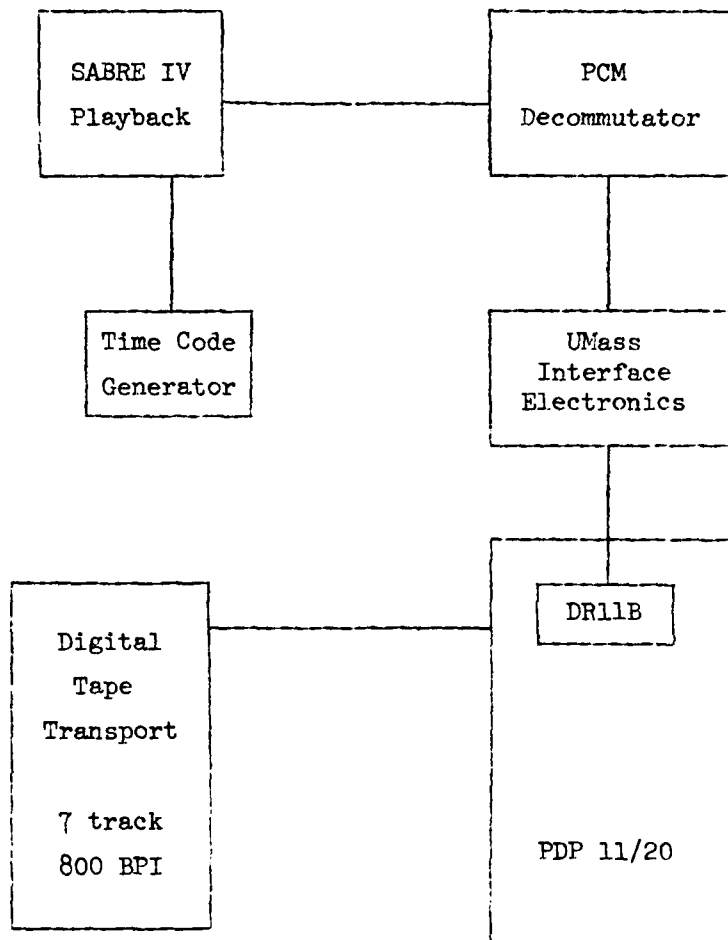 SABRE IV
Playback
PCM
Decommutator
Time Code
Generator
UMass
Interface
Electronics
DR11B
Digital
Tape
Transport
7 track
800 BPI
PDP 11/20